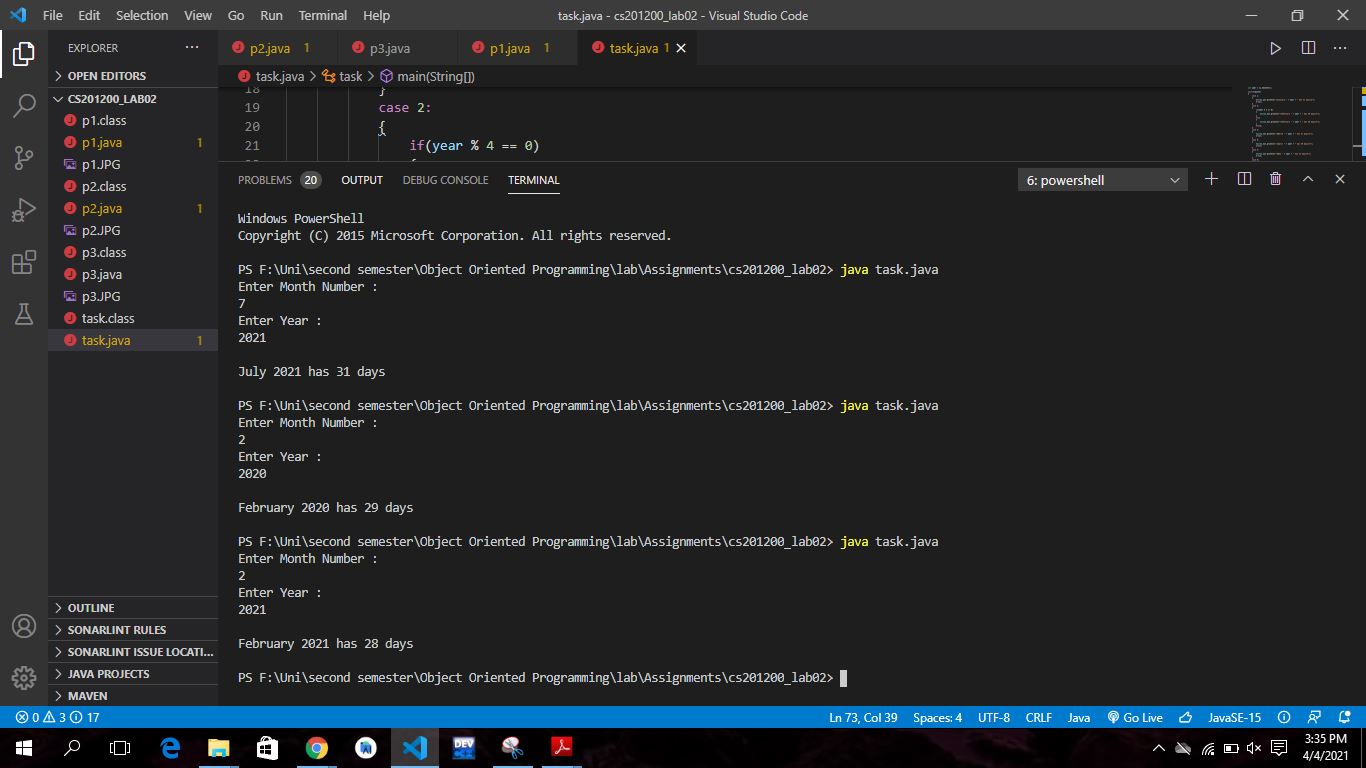 File Edit Selection View Go Run Terminal Help
task.java - cs201200_lab02 - Visual Studio Code
EXPLORER ...
OPEN EDITORS
CS201200_LAB02
p1.class
p1.java 1
p1.JPG
p2.class
p2.java 1
p2.JPG
p3.class
p3.java
p3.JPG
task.class
task.java 1
OUTLINE
SONARLINT RULES
SONARLINT ISSUE LOCATI...
JAVA PROJECTS
MAVEN
p2.java 1 p3.java p1.java 1 task.java 1
task.java > task > main(String[])
18 }
19 case 2:
20 {
21 if(year % 4 == 0)
PROBLEMS 20 OUTPUT DEBUG CONSOLE TERMINAL
6: powershell
Windows PowerShell
Copyright (C) 2015 Microsoft Corporation. All rights reserved.
PS F:\Uni\second semester\Object Oriented Programming\lab\Assignments\cs201200_lab02> java task.java
Enter Month Number :
7
Enter Year :
2021
July 2021 has 31 days
PS F:\Uni\second semester\Object Oriented Programming\lab\Assignments\cs201200_lab02> java task.java
Enter Month Number :
2
Enter Year :
2020
February 2020 has 29 days
PS F:\Uni\second semester\Object Oriented Programming\lab\Assignments\cs201200_lab02> java task.java
Enter Month Number :
2
Enter Year :
2021
February 2021 has 28 days
PS F:\Uni\second semester\Object Oriented Programming\lab\Assignments\cs201200_lab02>
0 3 17
Ln 73, Col 39 Spaces: 4 UTF-8 CRLF Java Go Live JavaSE-15
DEV
3:35 PM
4/4/2021